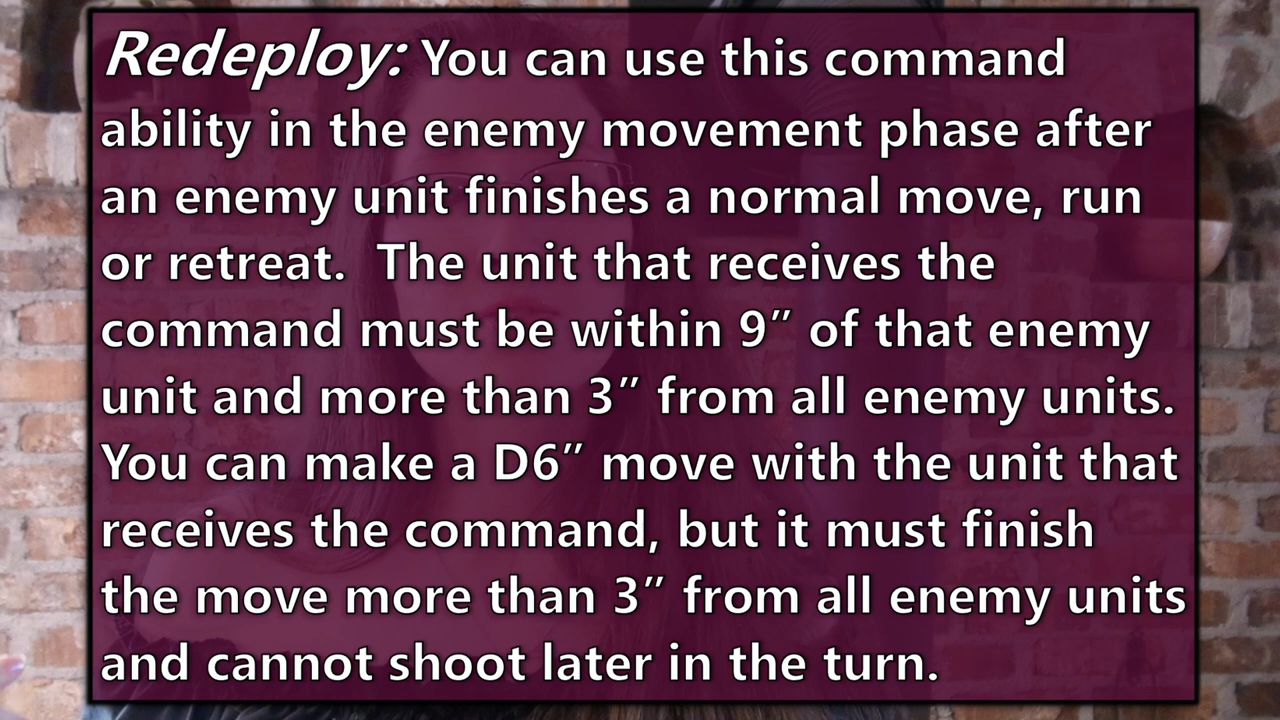 Redeploy: You can use this command
ability in the enemy movement phase after
an enemy unit finishes a normal move, run
or retreat.  The unit that receives the
command must be within 9″ of that enemy
unit and more than 3″ from all enemy units.
You can make a D6″ move with the unit that
receives the command, but it must finish
the move more than 3″ from all enemy units
and cannot shoot later in the turn.